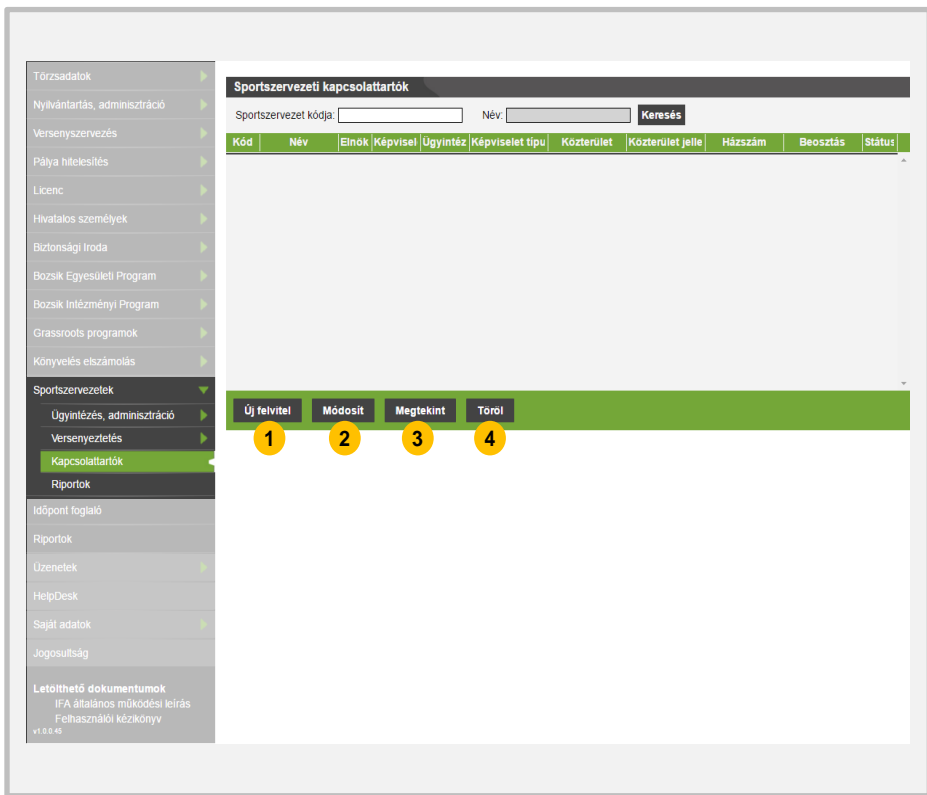 Törzsadatok
Nyilvántartás, adminisztráció
Versenyszervezés
Pálya hitelesítés
Licenc
Hivatalos személyek
Biztonsági Iroda
Bozsik Egyesületi Program
Bozsik Intézményi Program
Grassroots programok
Könyvelés elszámolás
Sportszervezetek
Ügyintézés, adminisztráció
Versenyeztetés
Kapcsolattartók
Riportok
Időpont foglaló
Riportok
Üzenetek
HelpDesk
Saját adatok
Jogosultság
Letölthető dokumentumok
IFA általános működési leírás
Felhasználói kézikönyv
v1.0.0.45
Sportszervezeti kapcsolattartók
Sportszervezet kódja: Név: Keresés
Kód Név Elnök Képvisel Ügyintéz Képviselet típu Közterület Közterület jelle Házszám Beosztás Státus
Új felvitel Módosít Megtekint Töröl
1 2 3 4